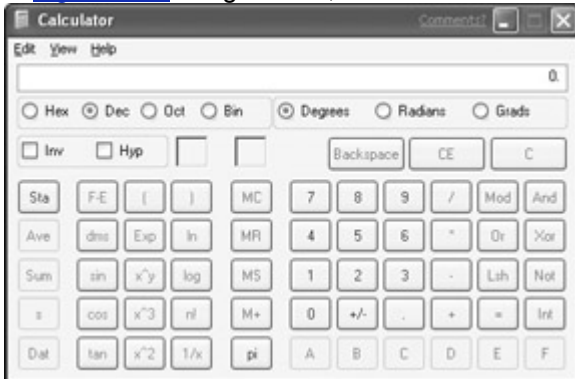 Calculator Comments!
Edit View Help
0.
Hex Dec Oct Bin Degrees Radians Grads
Inv Hyp Backspace CE C
Sta F-E ( ) MC 7 8 9 / Mod And
Ave dms Exp ln MR 4 5 6 * Or Xor
Sum sin x^y log MS 1 2 3 - Lsh Not
s cos x^3 n! M+ 0 +/- . + = Int
Dat tan x^2 1/x pi A B C D E F